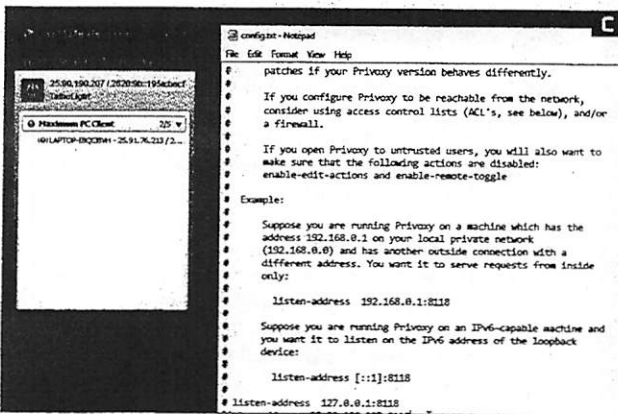 C
config.txt - Notepad
File Edit Format View Help
25.90.190.207 /
Maximum PC Client 2/5
# patches if your Privoxy version behaves differently.
#
# If you configure Privoxy to be reachable from the network,
# consider using access control lists (ACL's, see below), and/or
# a firewall.
#
# If you open Privoxy to untrusted users, you will also want to
# make sure that the following actions are disabled:
# enable-edit-actions and enable-remote-toggle
#
# Example:
#
# Suppose you are running Privoxy on a machine which has the
# address 192.168.0.1 on your local private network
# (192.168.0.0) and has another outside connection with a
# different address. You want it to serve requests from inside
# only:
#
# listen-address 192.168.0.1:8118
#
# Suppose you are running Privoxy on an IPv6-capable machine and
# you want it to listen on the IPv6 address of the loopback
# device:
#
# listen-address [::1]:8118
#
# listen-address 127.0.0.1:8118